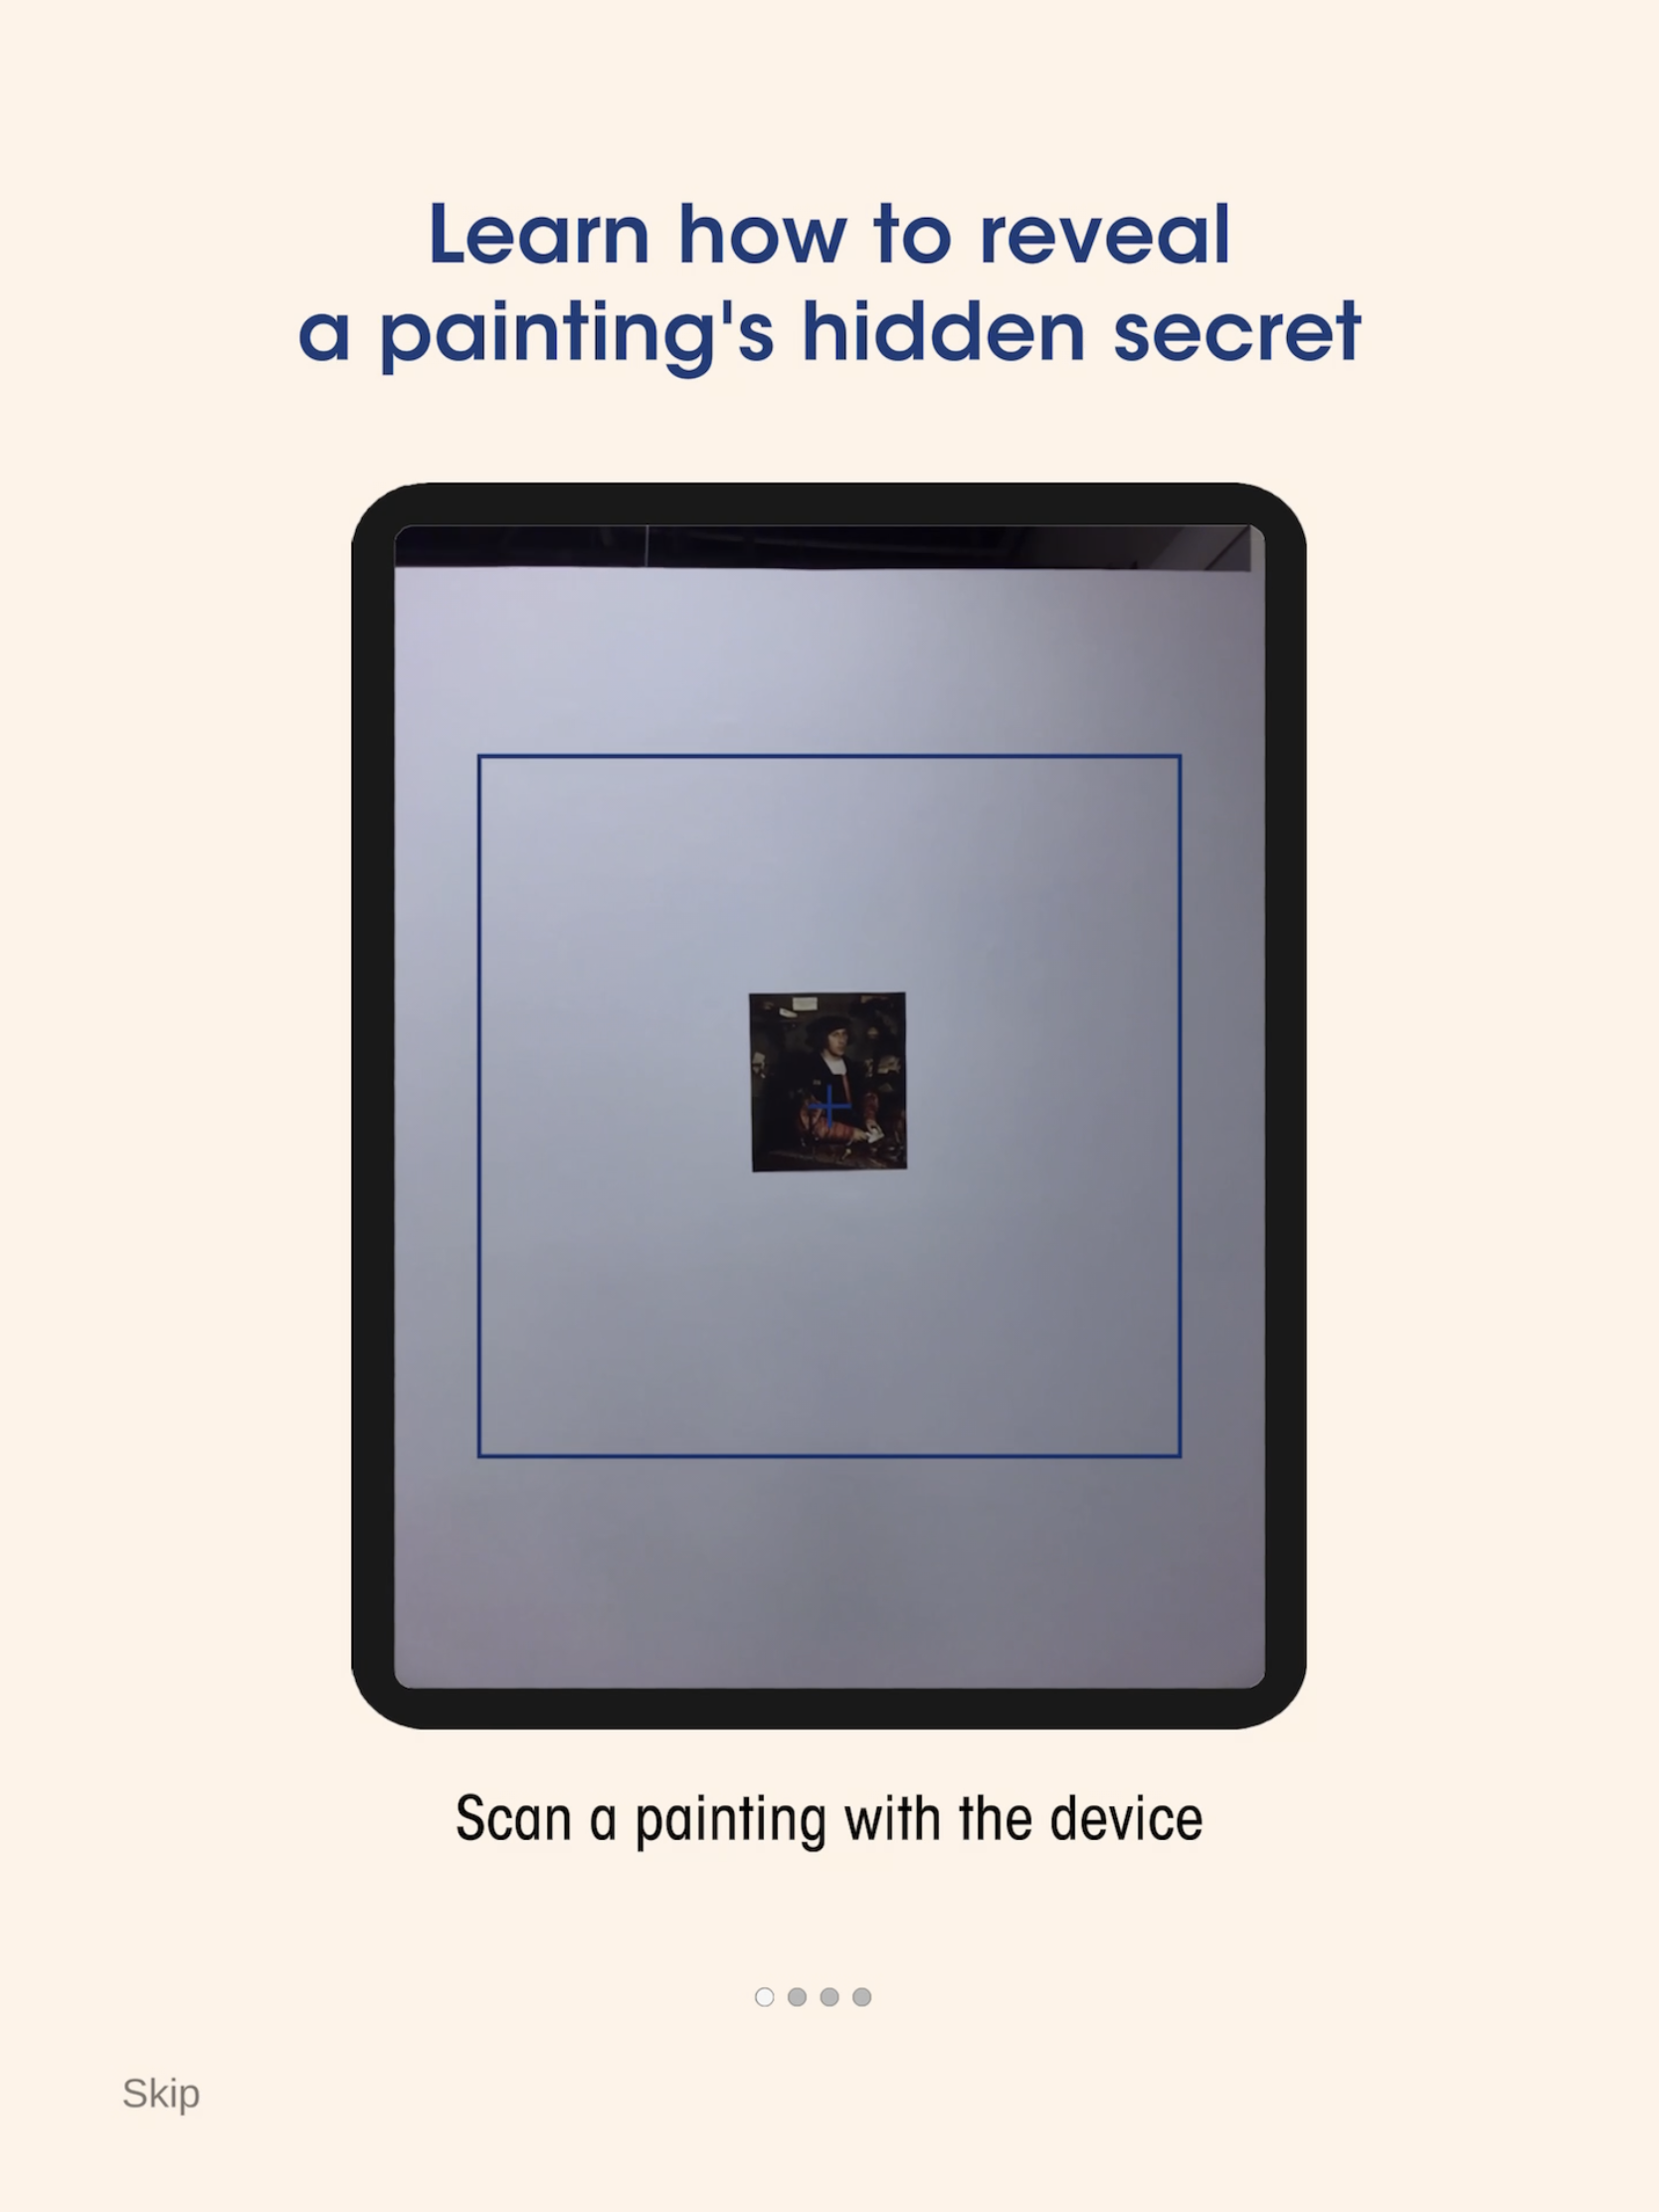 Learn how to reveal
a painting's hidden secret
Scan a painting with the device
Skip